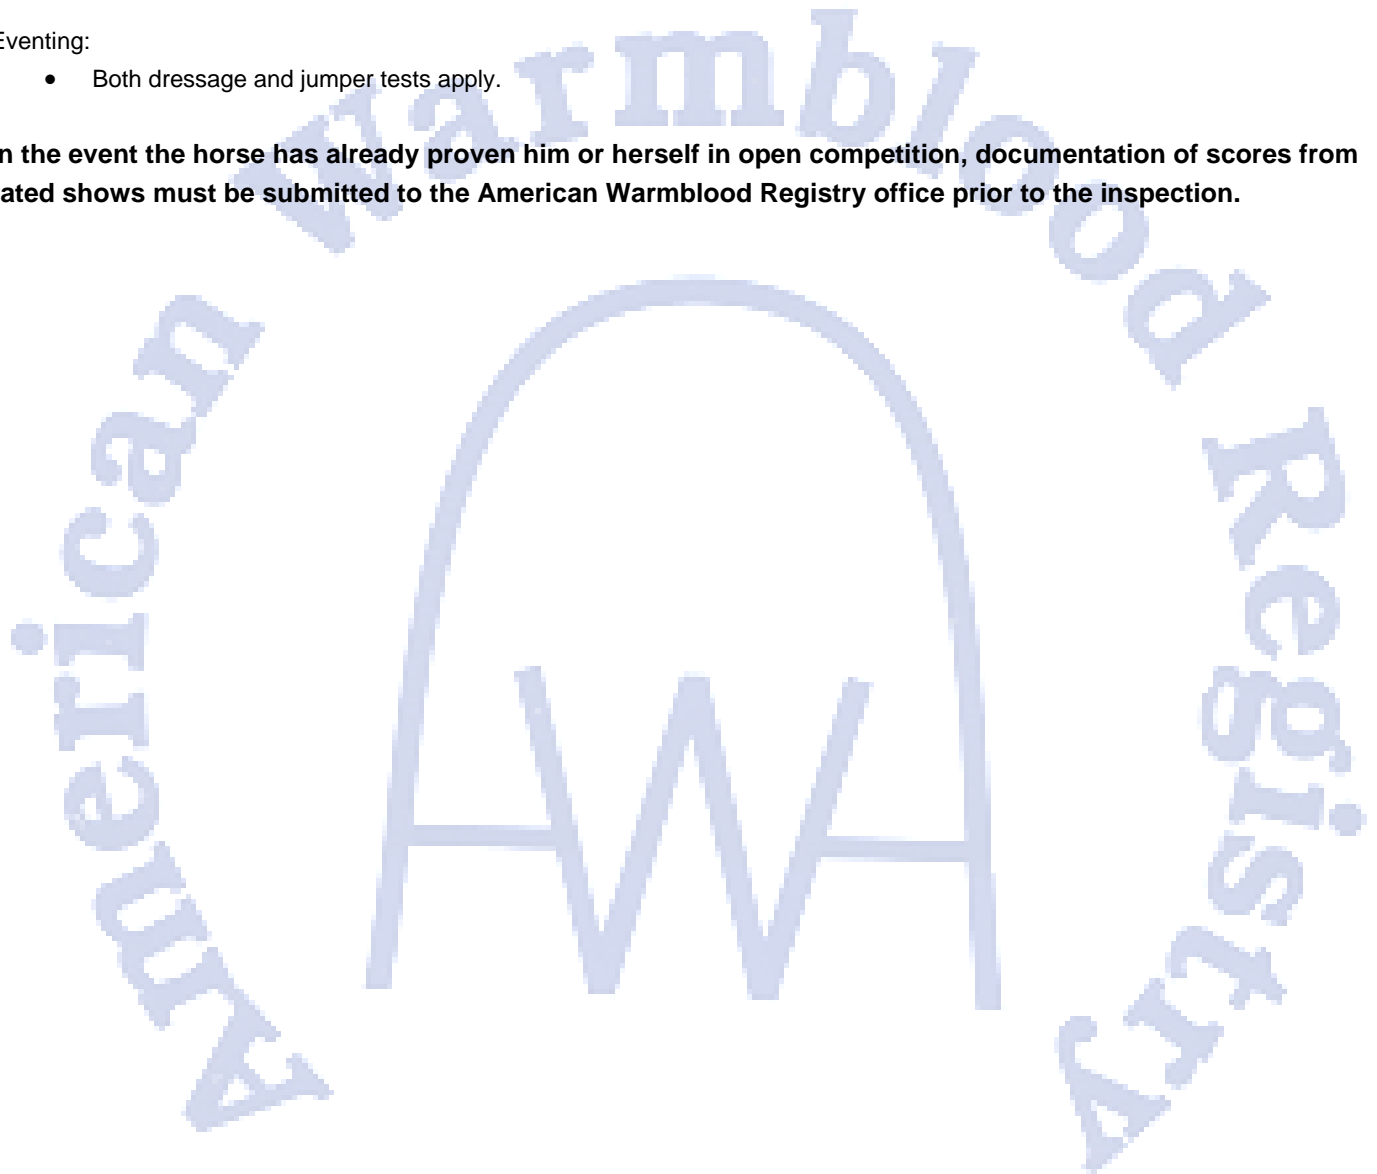 Eventing:
• Both dressage and jumper tests apply.
n the event the horse has already proven him or herself in open competition, documentation of scores from
ated shows must be submitted to the American Warmblood Registry office prior to the inspection.
American Warmblood Registry
AWA